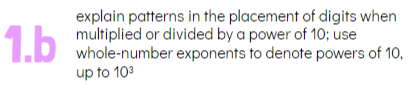 1.b
explain patterns in the placement of digits when
multiplied or divided by a power of 10; use
whole-number exponents to denote powers of 10,
up to 10³